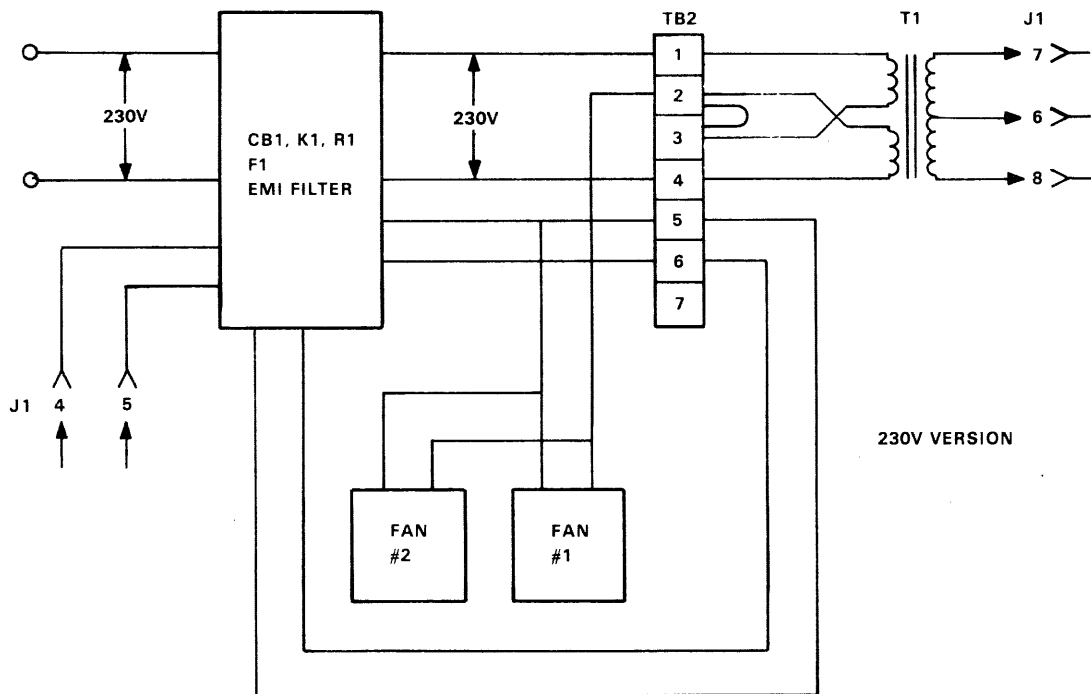 TB2
T1
J1
1
2
3
4
5
6
7
7
6
8
230V
230V
CB1, K1, R1
F1
EMI FILTER
J1 4 5
230V VERSION
FAN
#2
FAN
#1